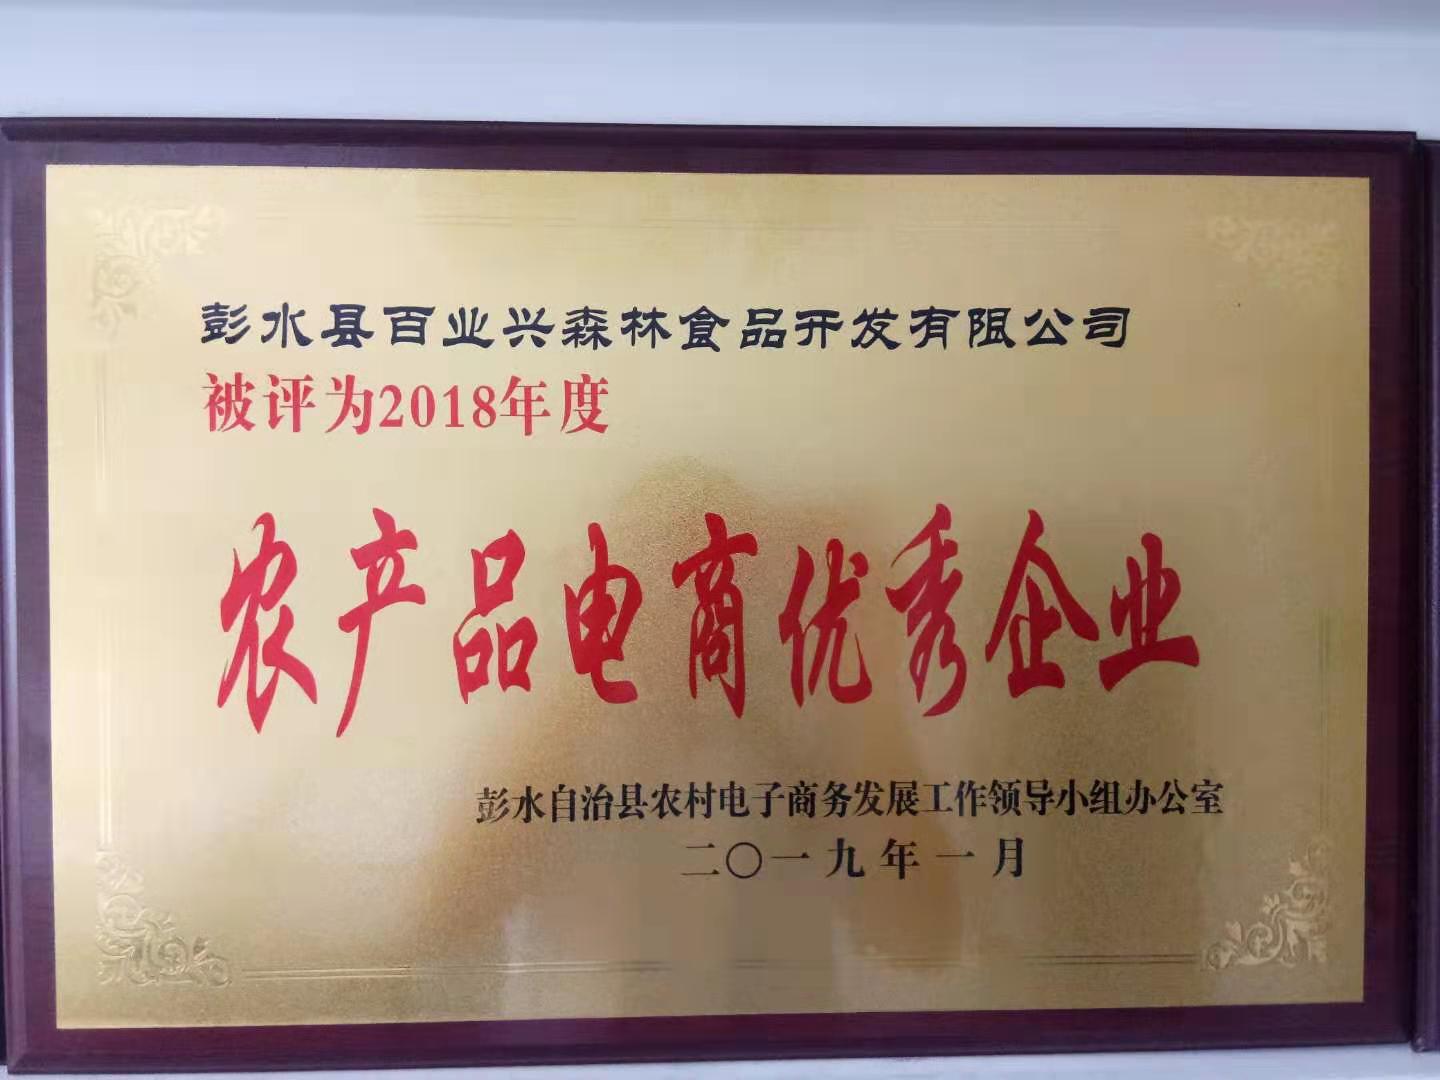 彭水县百业兴森林食品开发有限公司
被评为2018年度
农产品电商优秀企业
彭水自治县农村电子商务发展工作领导小组办公室
二〇一九年一月